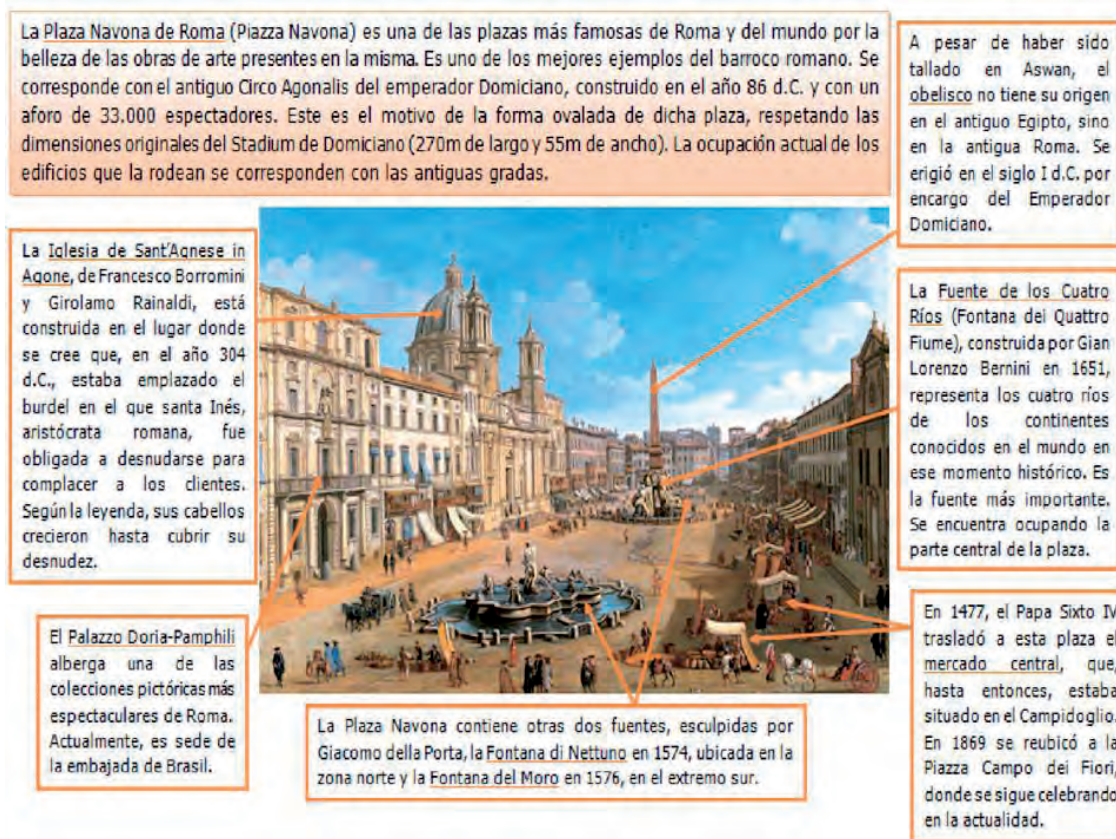 La Plaza Navona de Roma (Piazza Navona) es una de las plazas más famosas de Roma y del mundo por la
belleza de las obras de arte presentes en la misma. Es uno de los mejores ejemplos del barroco romano. Se
corresponde con el antiguo Circo Agonalis del emperador Domiciano, construido en el año 86 d.C. y con un
aforo de 33.000 espectadores. Este es el motivo de la forma ovalada de dicha plaza, respetando las
dimensiones originales del Stadium de Domiciano (270m de largo y 55m de ancho). La ocupación actual de los
edificios que la rodean se corresponden con las antiguas gradas.
A pesar de haber sido
tallado en Aswan, el
obelisco no tiene su origen
en el antiguo Egipto, sino
en la antigua Roma. Se
erigió en el siglo I d.C. por
encargo del Emperador
Domiciano.
La Iglesia de Sant'Agnese in
Agone, de Francesco Borromini
y Girolamo Rainaldi, está
construida en el lugar donde
se cree que, en el año 304
d.C., estaba emplazado el
burdel en el que santa Inés,
aristócrata romana, fue
obligada a desnudarse para
complacer a los clientes.
Según la leyenda, sus cabellos
crecieron hasta cubrir su
desnudez.
La Fuente de los Cuatro
Ríos (Fontana dei Quattro
Fiume), construida por Gian
Lorenzo Bernini en 1651,
representa los cuatro ríos
de los continentes
conocidos en el mundo en
ese momento histórico. Es
la fuente más importante.
Se encuentra ocupando la
parte central de la plaza.
El Palazzo Doria-Pamphili
alberga una de las
colecciones pictóricas más
espectaculares de Roma.
Actualmente, es sede de
la embajada de Brasil.
La Plaza Navona contiene otras dos fuentes, esculpidas por
Giacomo della Porta, la Fontana di Nettuno en 1574, ubicada en la
zona norte y la Fontana del Moro en 1576, en el extremo sur.
En 1477, el Papa Sixto IV
trasladó a esta plaza el
mercado central, que,
hasta entonces, estaba
situado en el Campidoglio.
En 1869 se reubicó a la
Piazza Campo dei Fiori,
donde se sigue celebrando
en la actualidad.